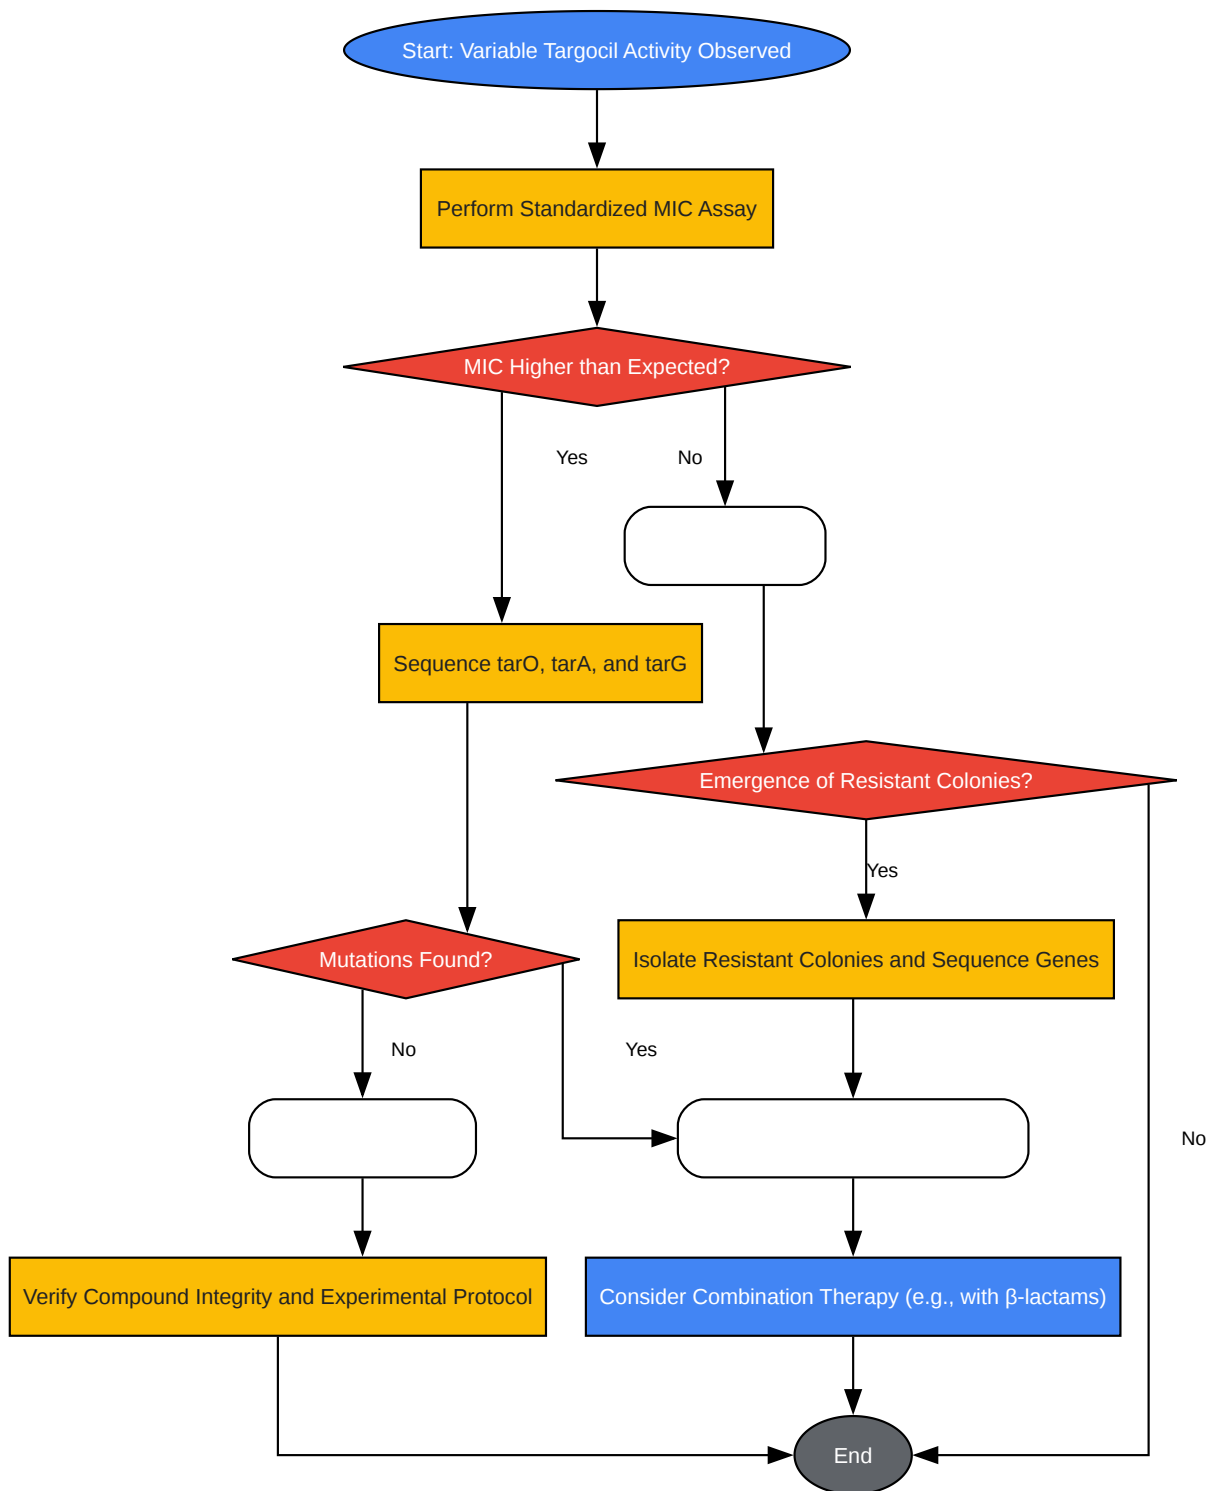 Start: Variable Targocil Activity Observed
Perform Standardized MIC Assay
MIC Higher than Expected?
Yes
No
Sequence tarO, tarA, and tarG
Emergence of Resistant Colonies?
Yes
Mutations Found?
Isolate Resistant Colonies and Sequence Genes
No
Yes
No
Verify Compound Integrity and Experimental Protocol
Consider Combination Therapy (e.g., with β-lactams)
End